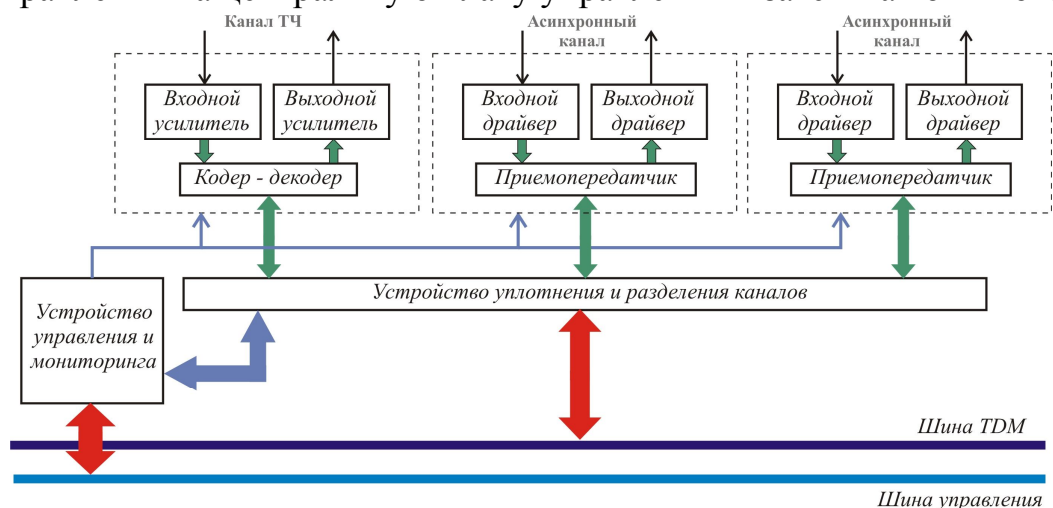 Канал ТЧ
Асинхронный
канал
Асинхронный
канал
Входной
усилитель
Выходной
усилитель
Входной
драйвер
Выходной
драйвер
Входной
драйвер
Выходной
драйвер
Кодер - декодер
Приемопередатчик
Приемопередатчик
Устройство уплотнения и разделения каналов
Устройство
управления и
мониторинга
Шина TDM
Шина управления